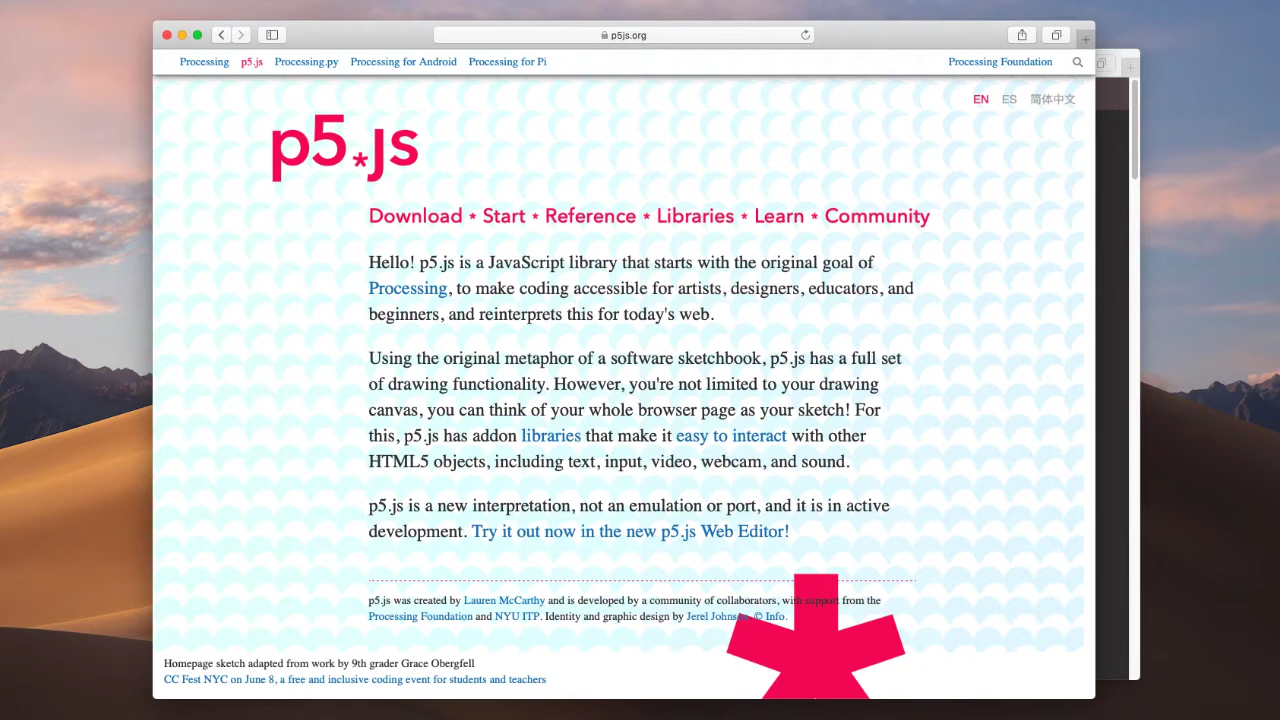 p5js.org
Processing p5.js Processing.py Processing for Android Processing for Pi Processing Foundation
EN ES 简体中文
p5*js
Download * Start * Reference * Libraries * Learn * Community
Hello! p5.js is a JavaScript library that starts with the original goal of
Processing, to make coding accessible for artists, designers, educators, and
beginners, and reinterprets this for today's web.
Using the original metaphor of a software sketchbook, p5.js has a full set
of drawing functionality. However, you're not limited to your drawing
canvas, you can think of your whole browser page as your sketch! For
this, p5.js has addon libraries that make it easy to interact with other
HTML5 objects, including text, input, video, webcam, and sound.
p5.js is a new interpretation, not an emulation or port, and it is in active
development. Try it out now in the new p5.js Web Editor!
p5.js was created by Lauren McCarthy and is developed by a community of collaborators, with support from the
Processing Foundation and NYU ITP. Identity and graphic design by Jerel Johnson. © Info.
Homepage sketch adapted from work by 9th grader Grace Obergfell
CC Fest NYC on June 8, a free and inclusive coding event for students and teachers